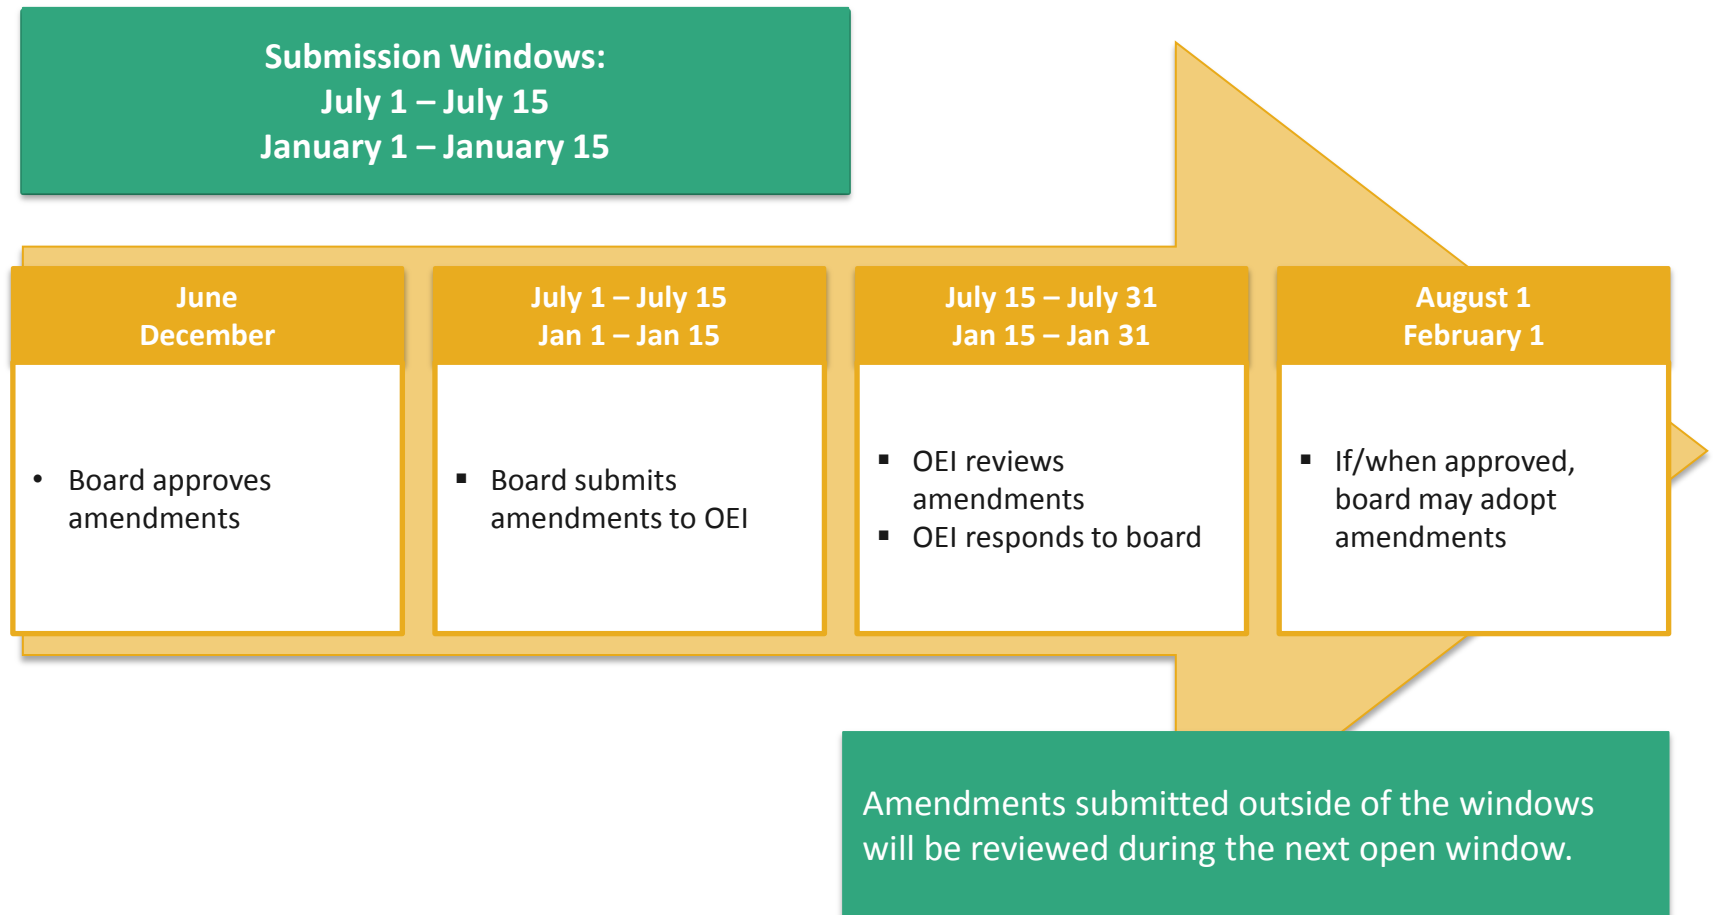 Submission Windows:
July 1 – July 15
January 1 – January 15
June
December
• Board approves
amendments
July 1 – July 15
Jan 1 – Jan 15
▪ Board submits
amendments to OEI
July 15 – July 31
Jan 15 – Jan 31
▪ OEI reviews
amendments
▪ OEI responds to board
August 1
February 1
▪ If/when approved,
board may adopt
amendments
Amendments submitted outside of the windows
will be reviewed during the next open window.